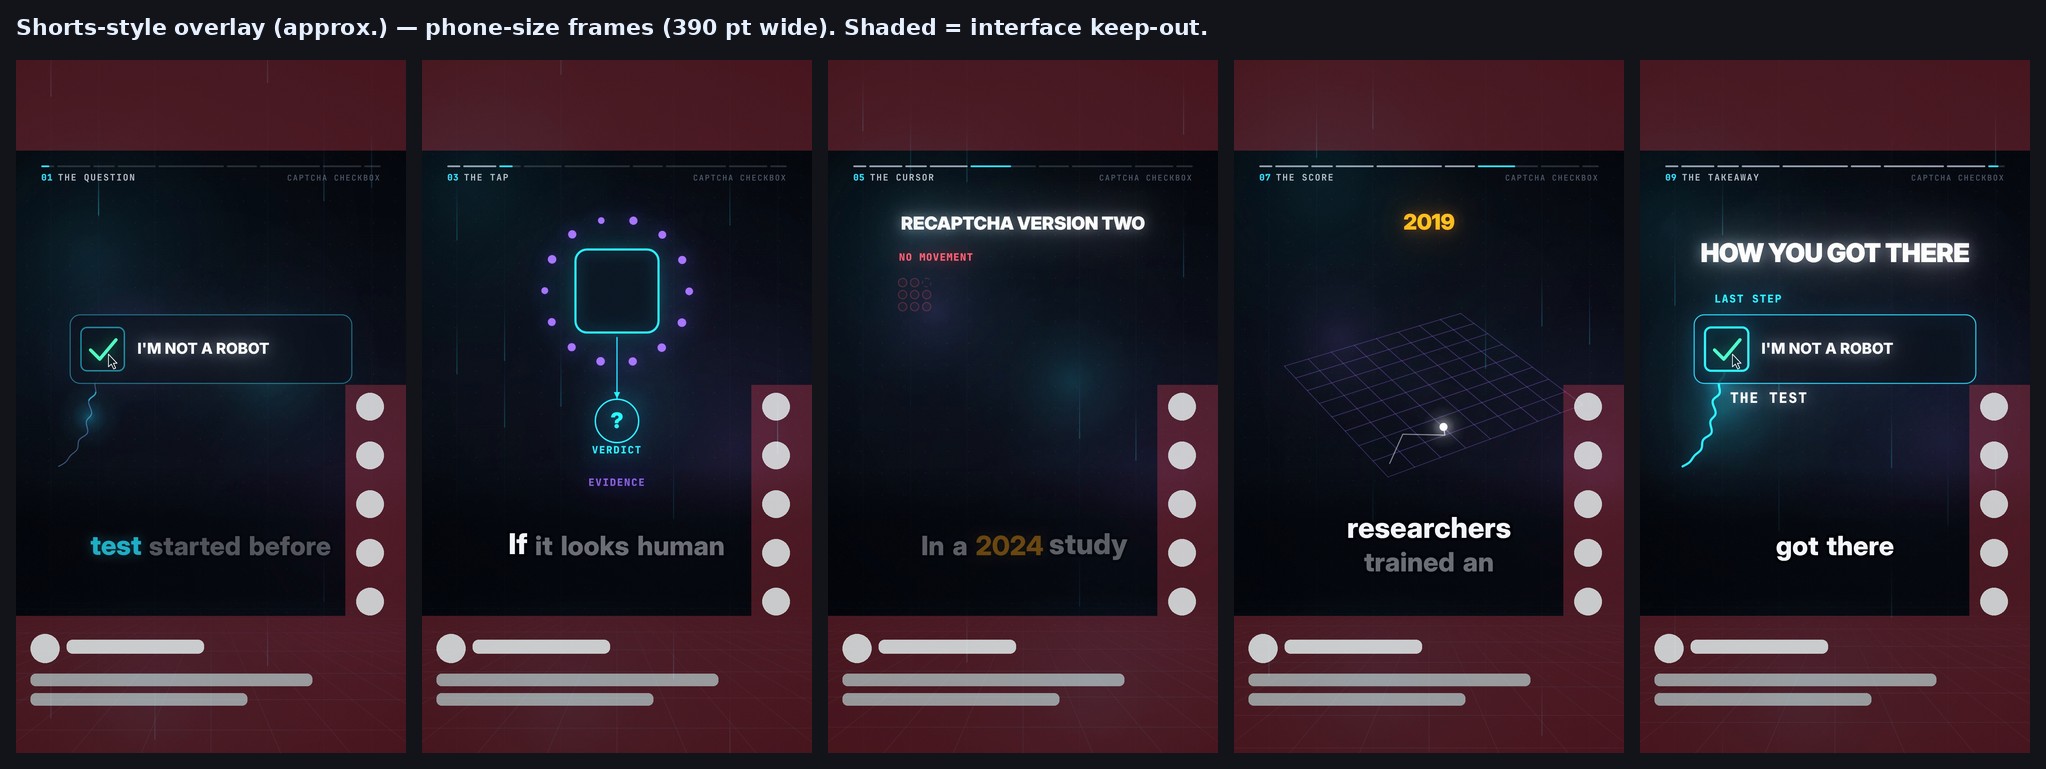 Shorts-style overlay (approx.) — phone-size frames (390 pt wide). Shaded = interface keep-out.
01 THE QUESTION
CAPTCHA CHECKBOX
I'M NOT A ROBOT
test started before
03 THE TAP
CAPTCHA CHECKBOX
?
VERDICT
EVIDENCE
If it looks human
05 THE CURSOR
CAPTCHA CHECKBOX
RECAPTCHA VERSION TWO
NO MOVEMENT
In a 2024 study
07 THE SCORE
CAPTCHA CHECKBOX
2019
researchers
trained an
09 THE TAKEAWAY
CAPTCHA CHECKBOX
HOW YOU GOT THERE
LAST STEP
I'M NOT A ROBOT
THE TEST
got there